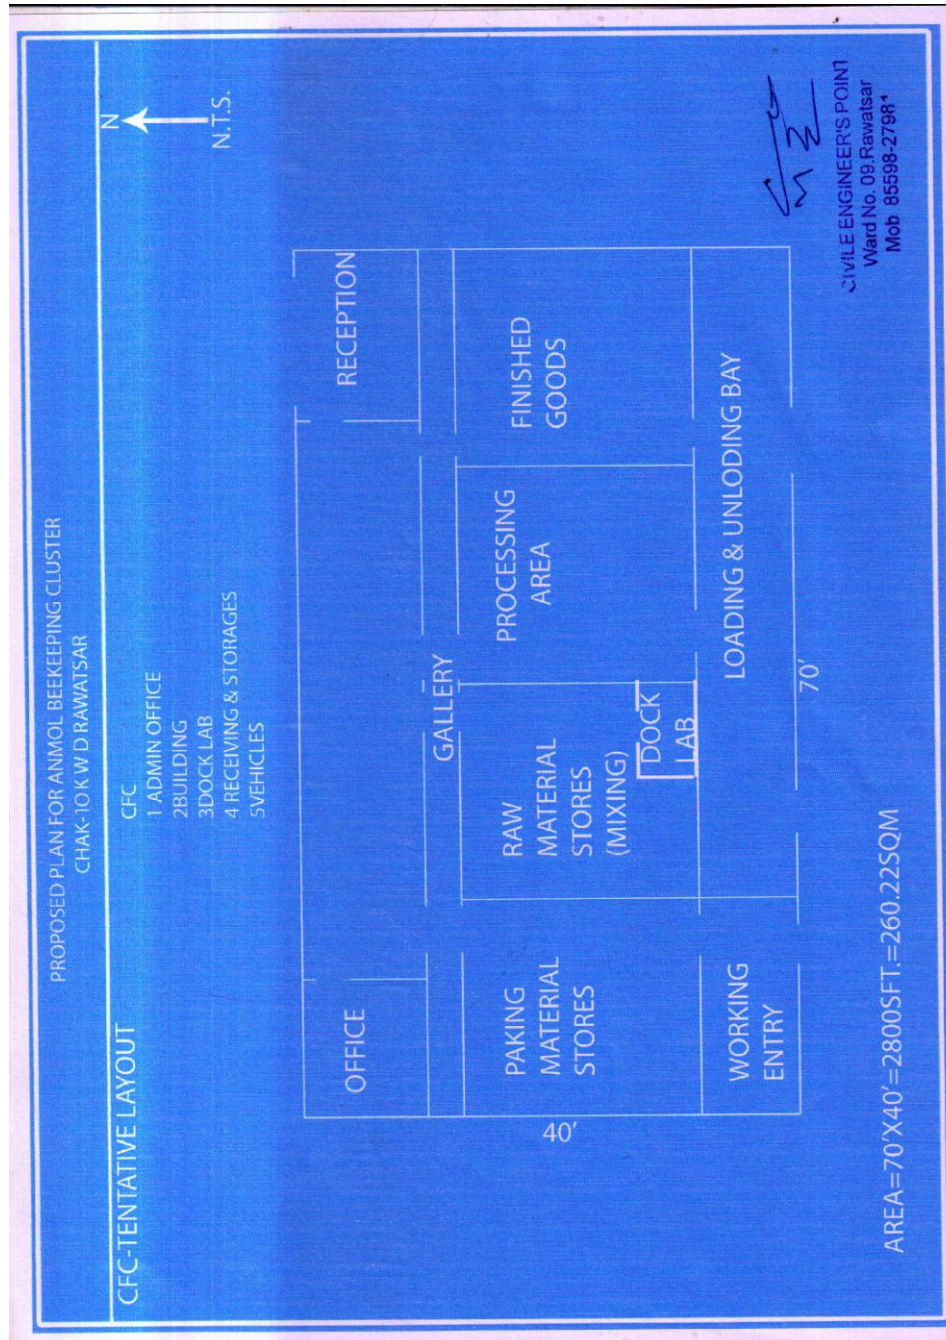 PROPOSED PLAN FOR ANMOL BEEKEEPING CLUSTER
CHAK-10 K W D RAWATSAR
CFC-TENTATIVE LAYOUT
CFC
1 ADMIN OFFICE
2BUILDING
3DOCK LAB
4 RECEIVING & STORAGES
5VEHICLES
N
N.T.S.
OFFICE
RECEPTION
GALLERY
PAKING
MATERIAL
STORES
RAW
MATERIAL
STORES
(MIXING)
DOCK
LAB
PROCESSING
AREA
FINISHED
GOODS
WORKING
ENTRY
LOADING & UNLODING BAY
40'
70'
AREA=70'X40'=2800SFT.=260.22SQM
CIVILE ENGINEER'S POINT
Ward No. 09.Rawatsar
Mob 85598-27981